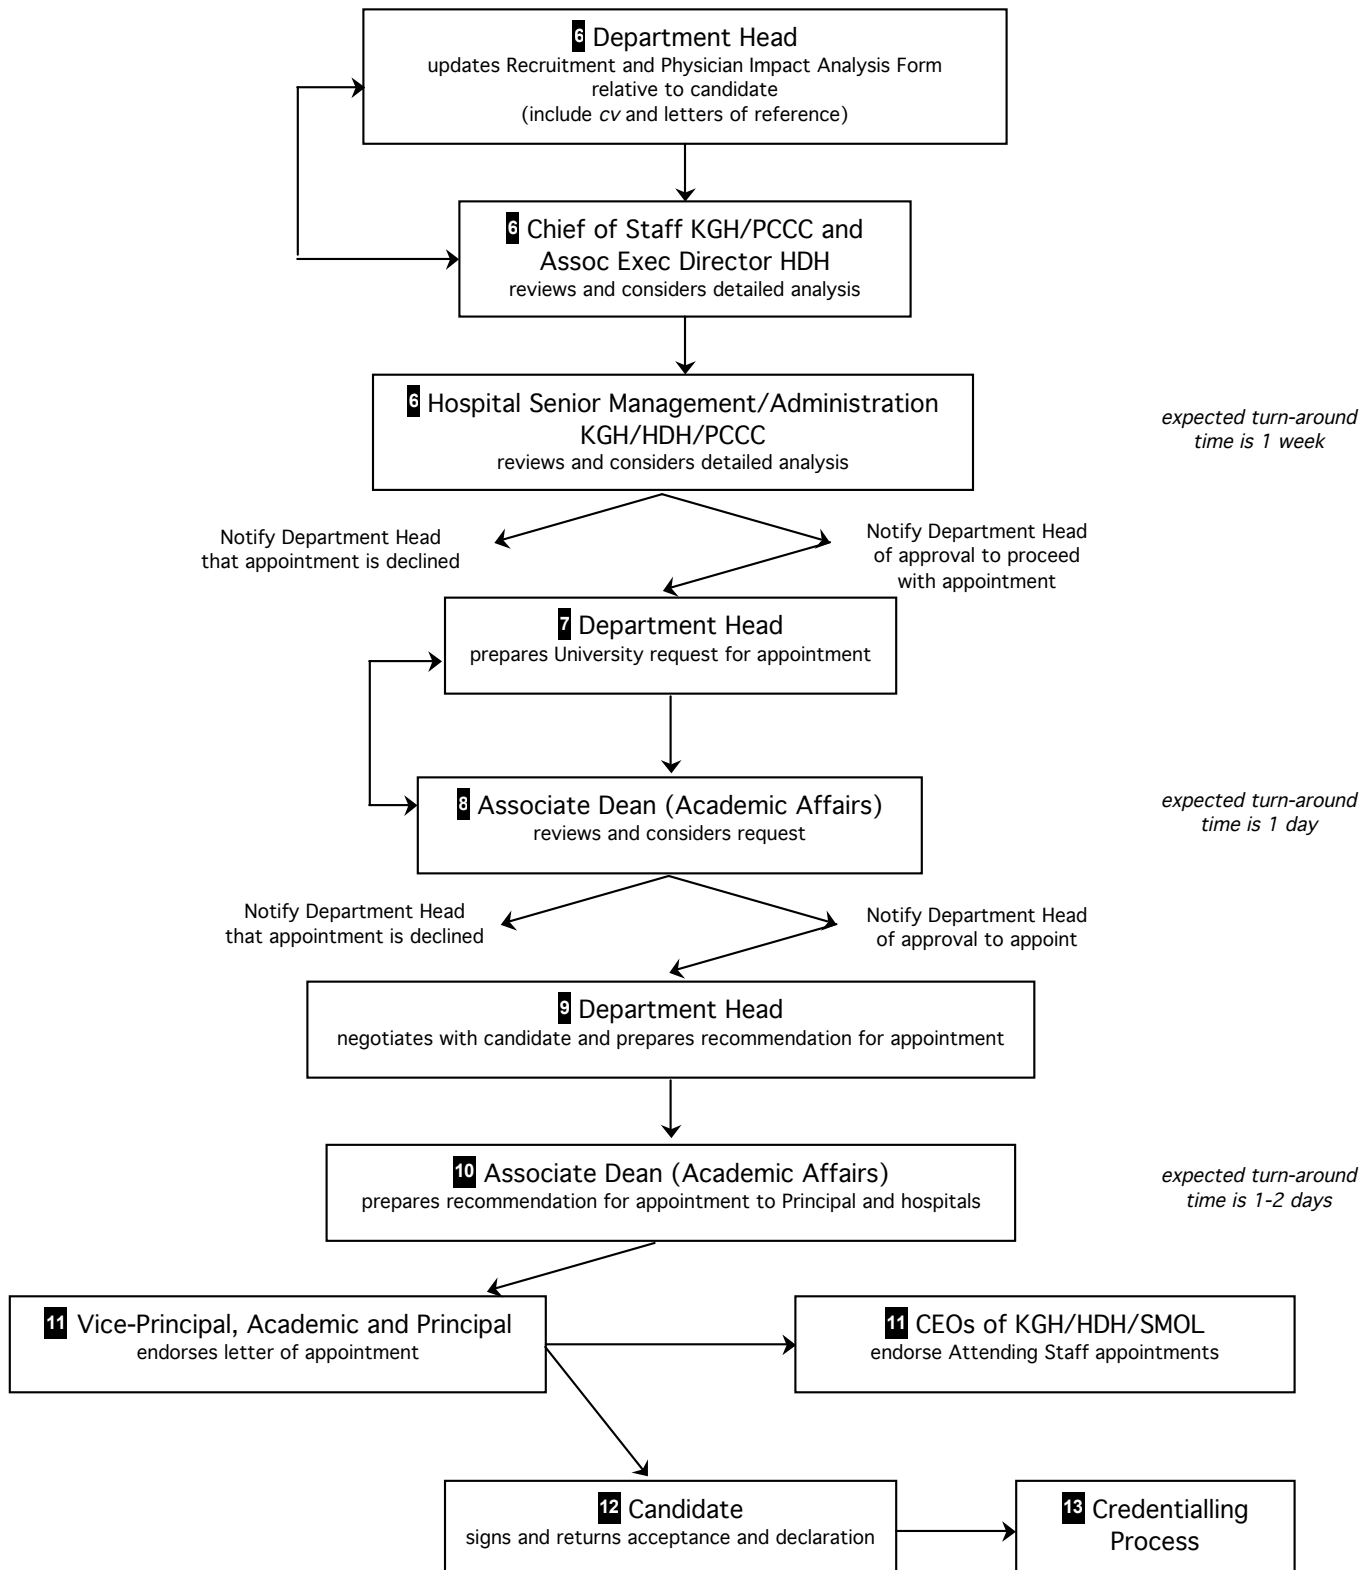 6 Department Head
updates Recruitment and Physician Impact Analysis Form
relative to candidate
(include cv and letters of reference)
6 Chief of Staff KGH/PCCC and
Assoc Exec Director HDH
reviews and considers detailed analysis
6 Hospital Senior Management/Administration
KGH/HDH/PCCC
reviews and considers detailed analysis
expected turn-around
time is 1 week
Notify Department Head
that appointment is declined
Notify Department Head
of approval to proceed
with appointment
7 Department Head
prepares University request for appointment
8 Associate Dean (Academic Affairs)
reviews and considers request
expected turn-around
time is 1 day
Notify Department Head
that appointment is declined
Notify Department Head
of approval to appoint
9 Department Head
negotiates with candidate and prepares recommendation for appointment
10 Associate Dean (Academic Affairs)
prepares recommendation for appointment to Principal and hospitals
expected turn-around
time is 1-2 days
11 Vice-Principal, Academic and Principal
endorses letter of appointment
11 CEOs of KGH/HDH/SMOL
endorse Attending Staff appointments
12 Candidate
signs and returns acceptance and declaration
13 Credentialling
Process